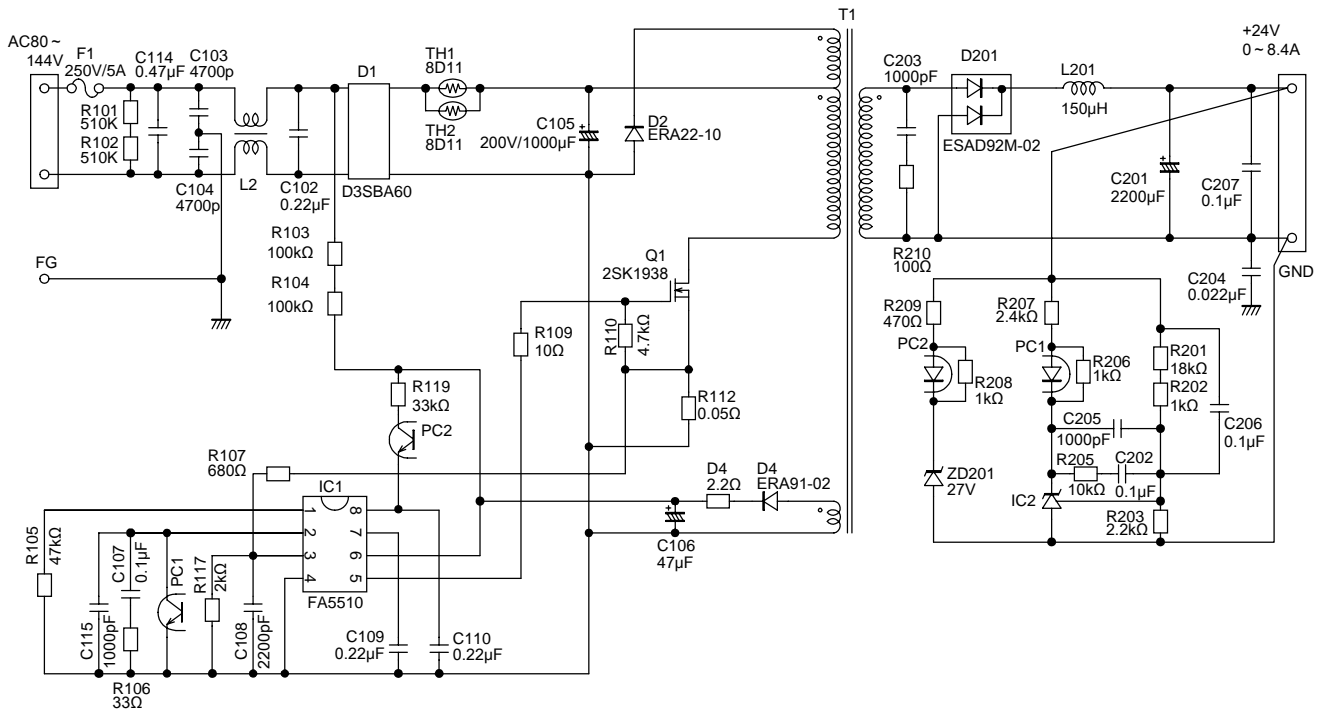 T1
AC80 ~
144V
F1
250V/5A
C114
0.47µF
C103
4700p
D1
TH1
8D11
+24V
0 ~ 8.4A
C203
1000pF
D201
L201
150µH
R101
510K
R102
510K
TH2
8D11
C105
200V/1000µF
+
D2
ERA22-10
ESAD92M-02
C104
4700p
L2
C102
0.22µF
D3SBA60
C201
2200µF
+
C207
0.1µF
R103
100kΩ
R104
100kΩ
FG
Q1
2SK1938
R210
100Ω
GND
C204
0.022µF
R109
10Ω
R110
4.7kΩ
R209
470Ω
R207
2.4kΩ
PC2
PC1
R208
1kΩ
R206
1kΩ
R201
18kΩ
R202
1kΩ
R119
33kΩ
PC2
R112
0.05Ω
C205
1000pF
C206
0.1µF
R107
680Ω
R205
10kΩ
C202
0.1µF
ZD201
27V
IC2
R203
2.2kΩ
D4
2.2Ω
D4
ERA91-02
+
C106
47µF
IC1
1
2
3
4
8
7
6
5
FA5510
R105
47kΩ
C115
1000pF
C107
0.1µF
R106
33Ω
PC1
R117
2kΩ
C108
2200pF
C109
0.22µF
C110
0.22µF